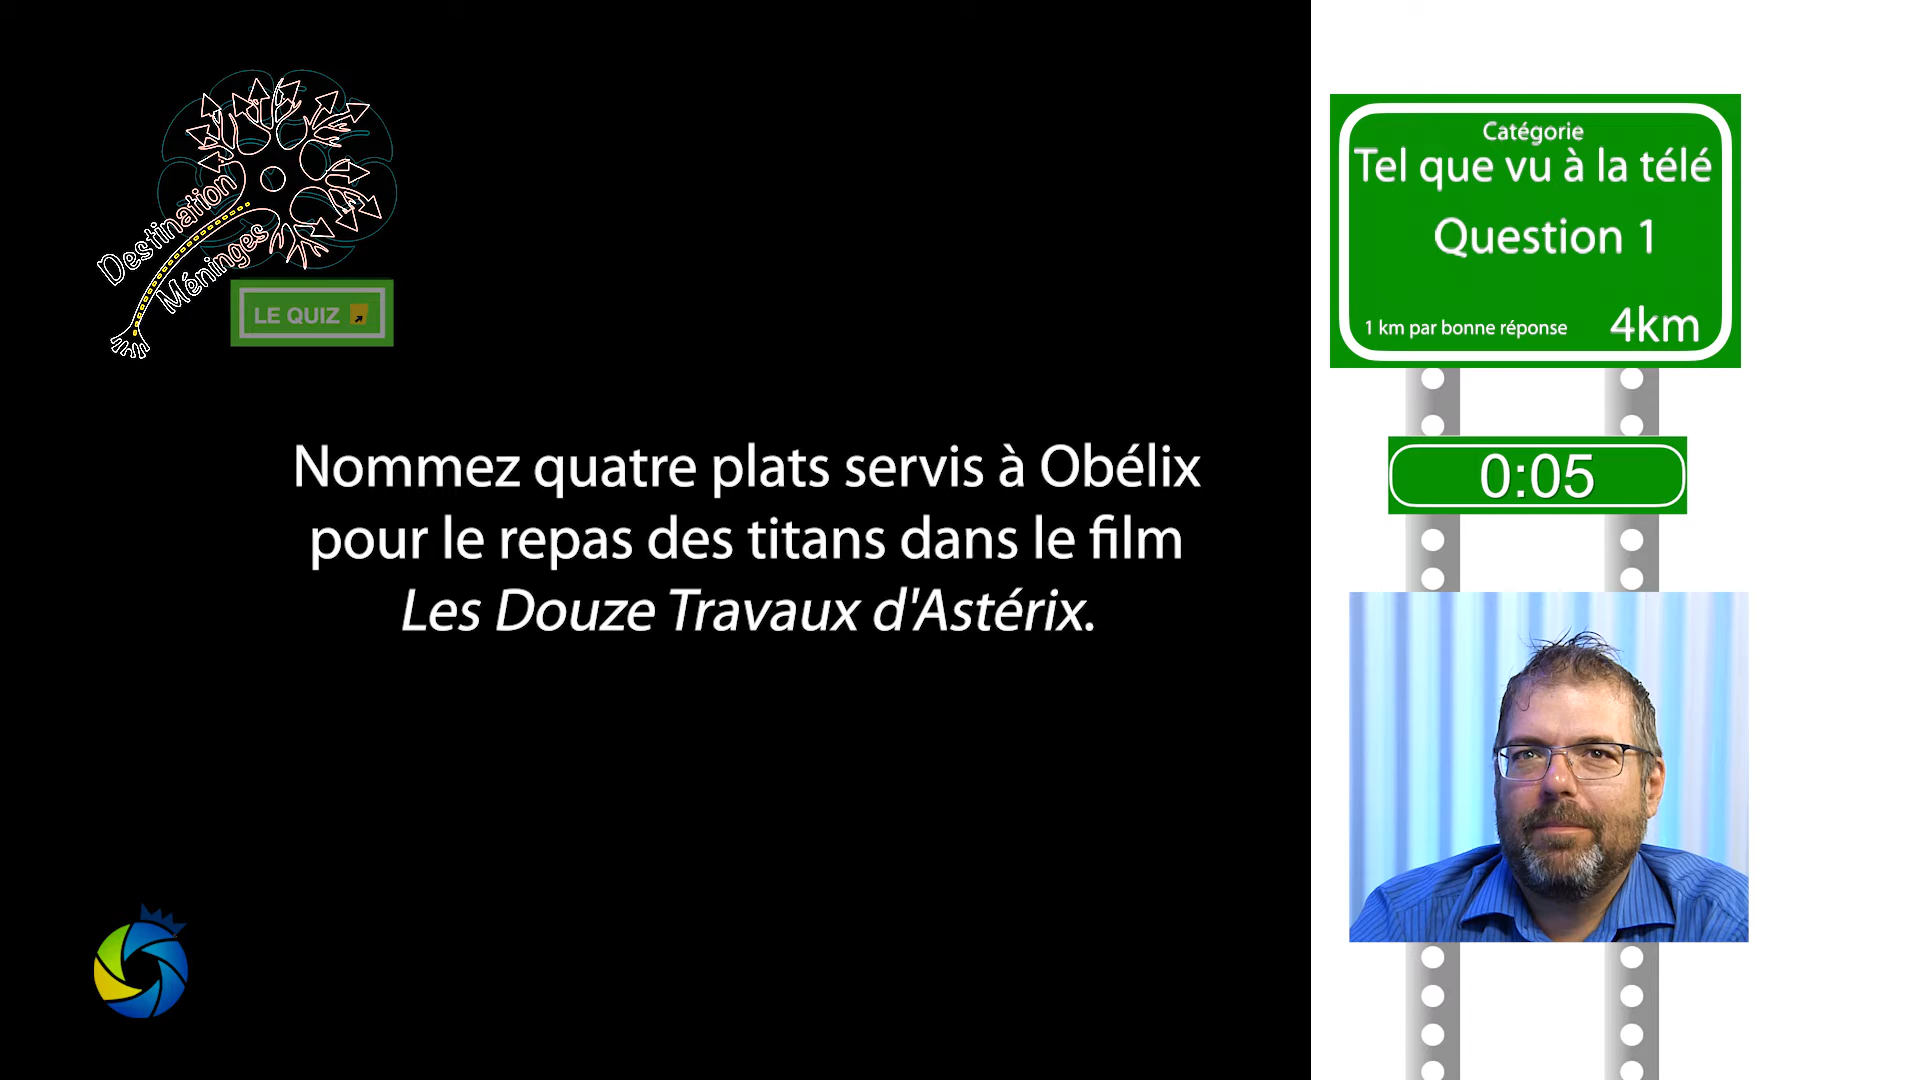 Destination
Méninges
LE QUIZ
Nommez quatre plats servis à Obélix
pour le repas des titans dans le film
Les Douze Travaux d'Astérix.
Catégorie
Tel que vu à la télé
Question 1
1 km par bonne réponse
4km
0:05